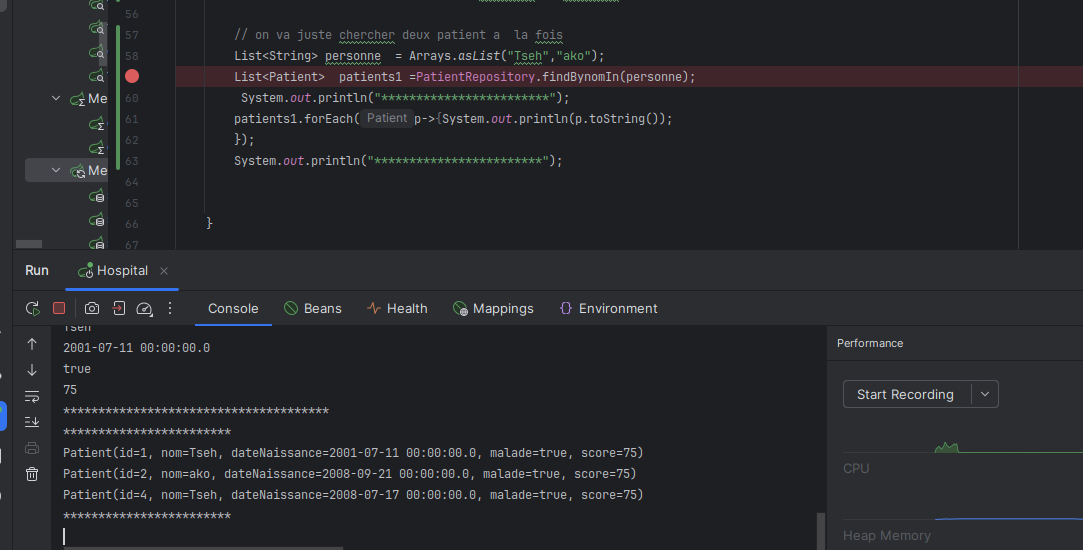 56
57 // on va juste chercher deux patient a  la fois
58 List<String> personne  = Arrays.asList("Tseh","ako");
List<Patient>  patients1 =PatientRepository.findBynomIn(personne);
60 System.out.println("************************");
61 patients1.forEach( Patient p->{System.out.println(p.toString());
62 });
63 System.out.println("************************");
64
65
66 }
67
Me
Me
Run Hospital
Console Beans Health Mappings Environment
Tseh
2001-07-11 00:00:00.0
true
75
**************************************
************************
Patient(id=1, nom=Tseh, dateNaissance=2001-07-11 00:00:00.0, malade=true, score=75)
Patient(id=2, nom=ako, dateNaissance=2008-09-21 00:00:00.0, malade=true, score=75)
Patient(id=4, nom=Tseh, dateNaissance=2008-07-17 00:00:00.0, malade=true, score=75)
************************
Performance
Start Recording
CPU
Heap Memory